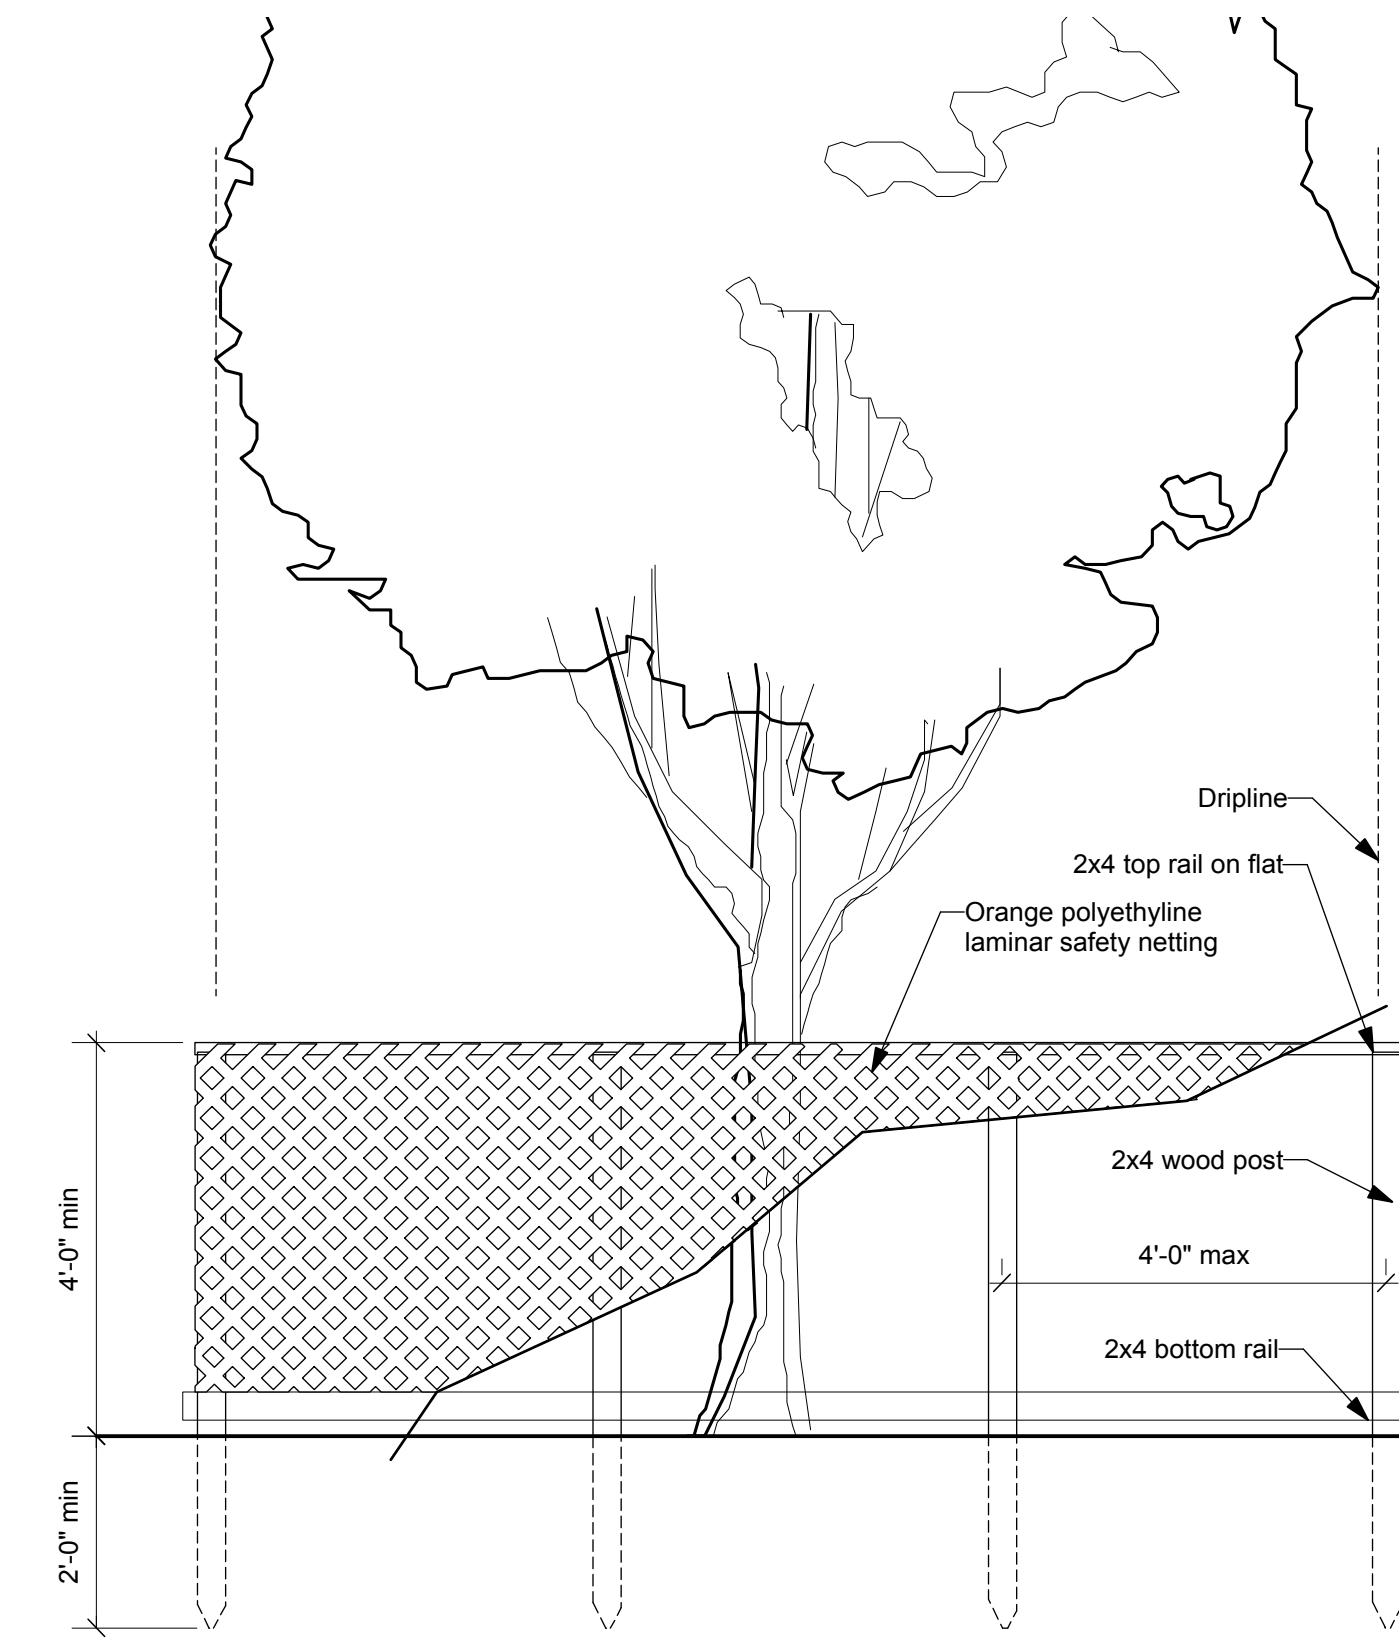 Dripline
2x4 top rail on flat
Orange polyethyline
laminar safety netting
2x4 wood post
4'-0" max
2x4 bottom rail
4'-0" min
2'-0" min